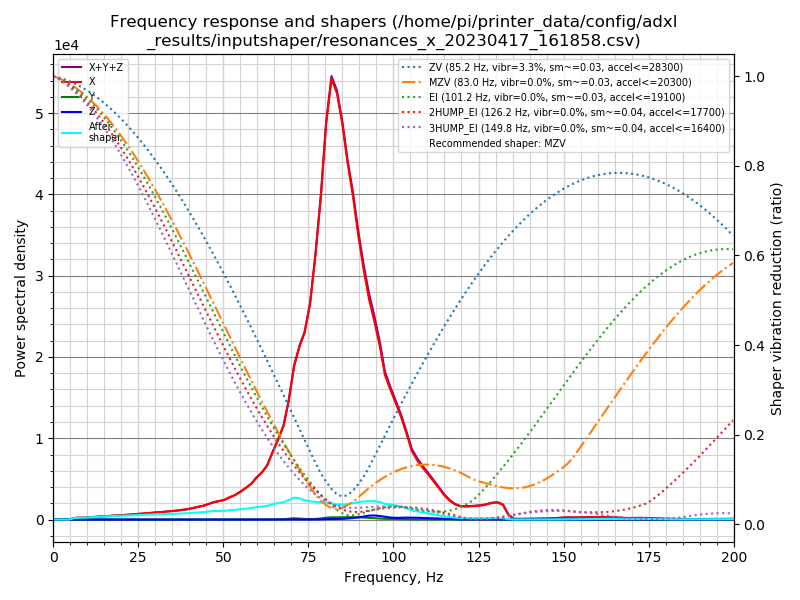 Frequency response and shapers (/home/pi/printer_data/config/adxl
_results/inputshaper/resonances_x_20230417_161858.csv)
1e4
X+Y+Z
X
Y
Z
After
shaper
ZV (85.2 Hz, vibr=3.3%, sm~=0.03, accel<=28300)
MZV (83.0 Hz, vibr=0.0%, sm~=0.03, accel<=20300)
EI (101.2 Hz, vibr=0.0%, sm~=0.03, accel<=19100)
2HUMP_EI (126.2 Hz, vibr=0.0%, sm~=0.04, accel<=17700)
3HUMP_EI (149.8 Hz, vibr=0.0%, sm~=0.04, accel<=16400)
Recommended shaper: MZV
Power spectral density
5
4
3
2
1
0
1.0
0.8
0.6
0.4
0.2
0.0
Shaper vibration reduction (ratio)
0 25 50 75 100 125 150 175 200
Frequency, Hz